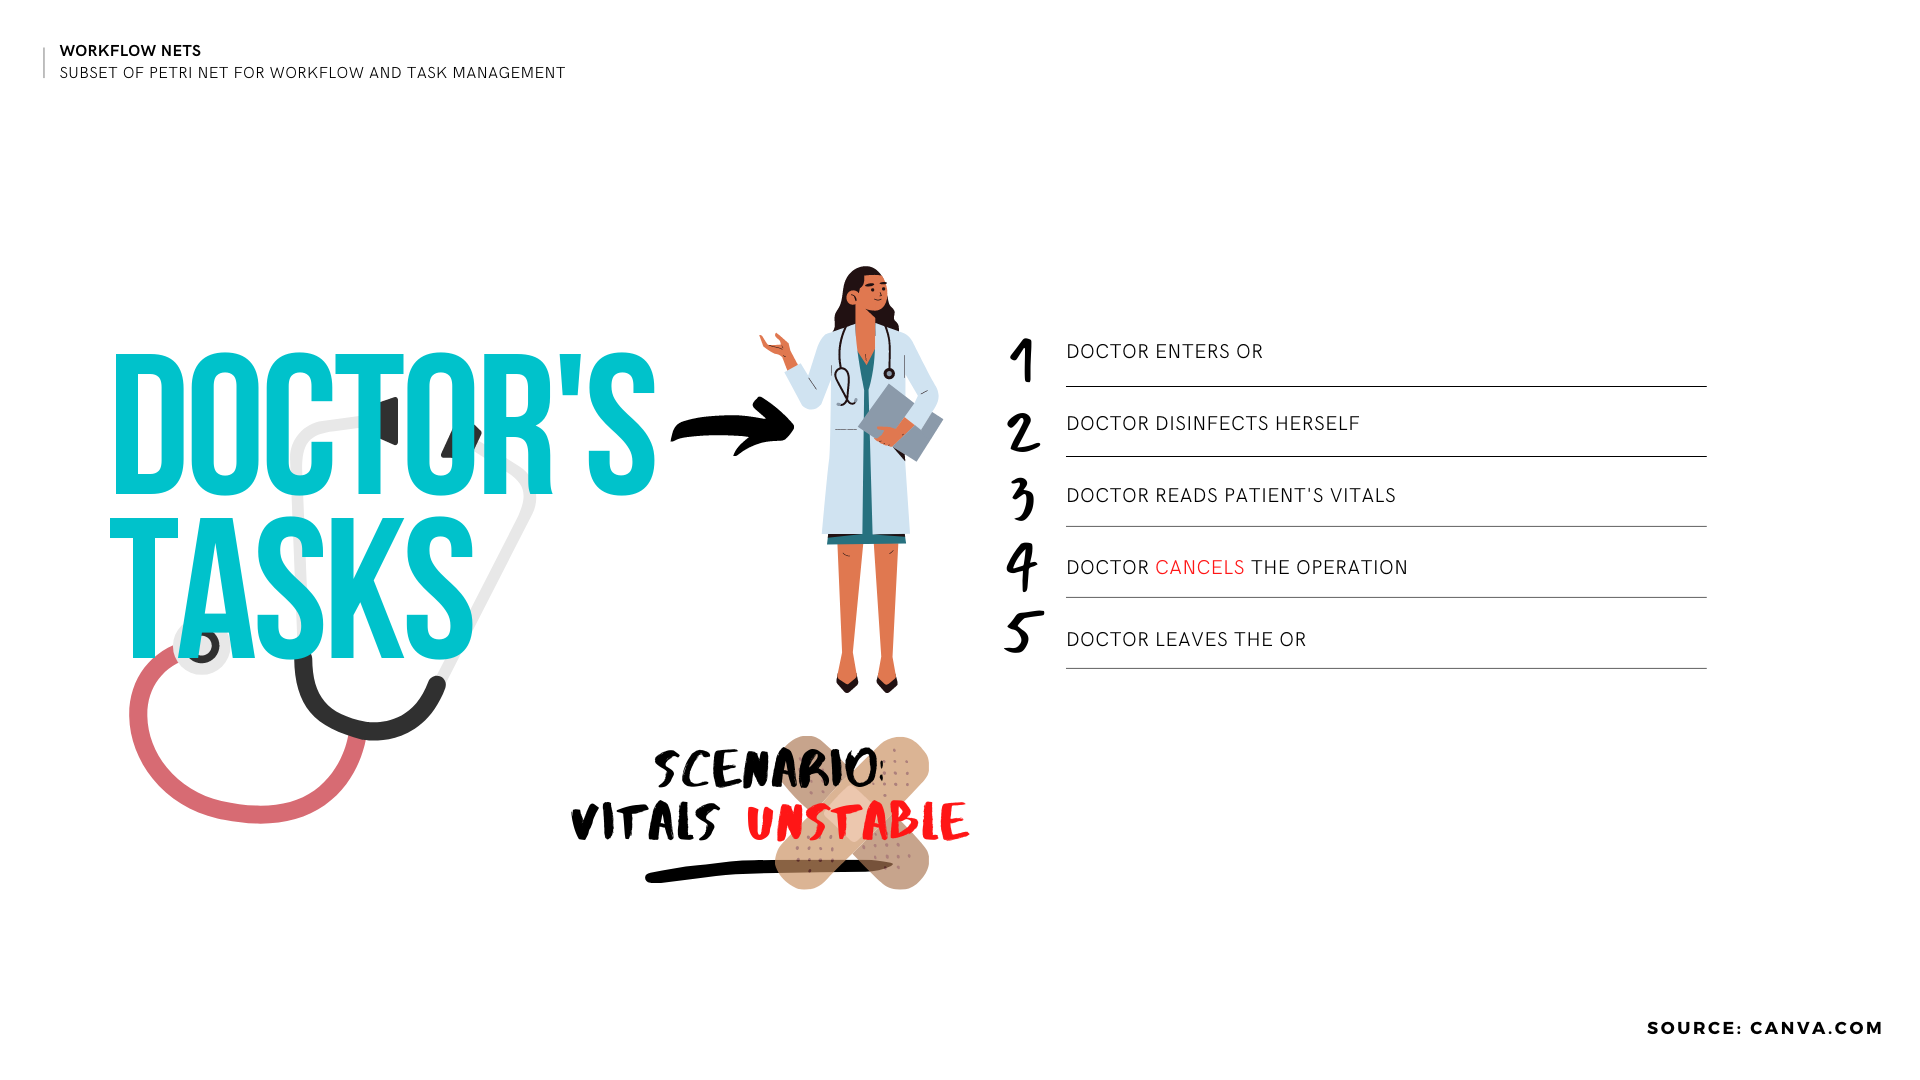 WORKFLOW NETS
SUBSET OF PETRI NET FOR WORKFLOW AND TASK MANAGEMENT
DOCTOR'S
TASKS
1 DOCTOR ENTERS OR
2 DOCTOR DISINFECTS HERSELF
3 DOCTOR READS PATIENT'S VITALS
4 DOCTOR CANCELS THE OPERATION
5 DOCTOR LEAVES THE OR
SCENARIO:
VITALS UNSTABLE
SOURCE: CANVA.COM